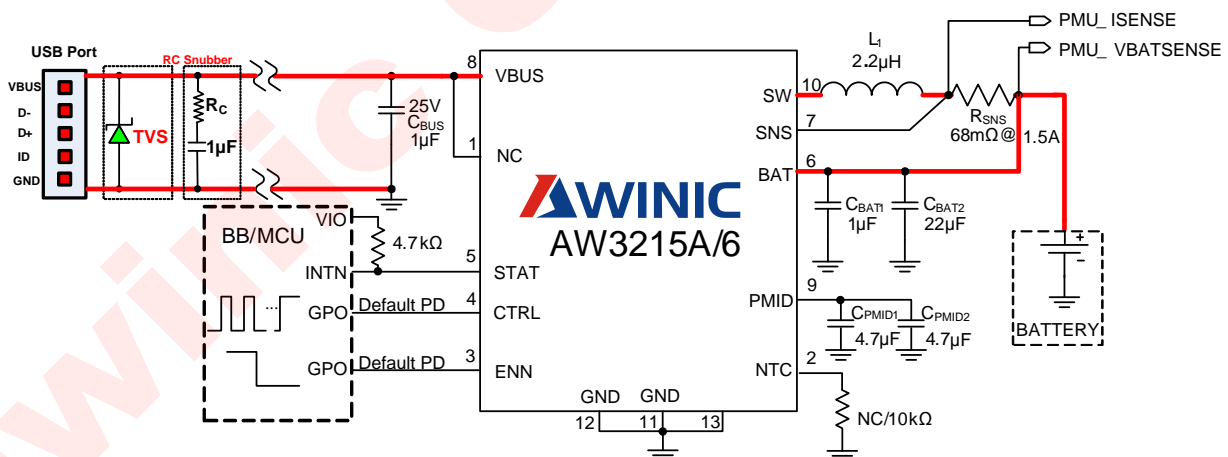 USB Port
VBUS
D-
D+
ID
GND
RC Snubber
TVS
RC
1µF
8
VBUS
25V
CBUS
1µF
1
NC
AWINIC
AW3215A/6
L1
2.2µH
PMU_ISENSE
PMU_VBATSENSE
10
SW
RSNS
68mΩ@ 1.5A
7
SNS
6
BAT
CBAT1
1µF
CBAT2
22µF
BB/MCU
VIO
4.7kΩ
INTN
5
STAT
...
GPO
Default PD
4
CTRL
GPO
Default PD
3
ENN
9
PMID
CPMID1
4.7µF
CPMID2
4.7µF
2
NTC
NC/10kΩ
+
-
BATTERY
GND
GND
12
11
13
winic